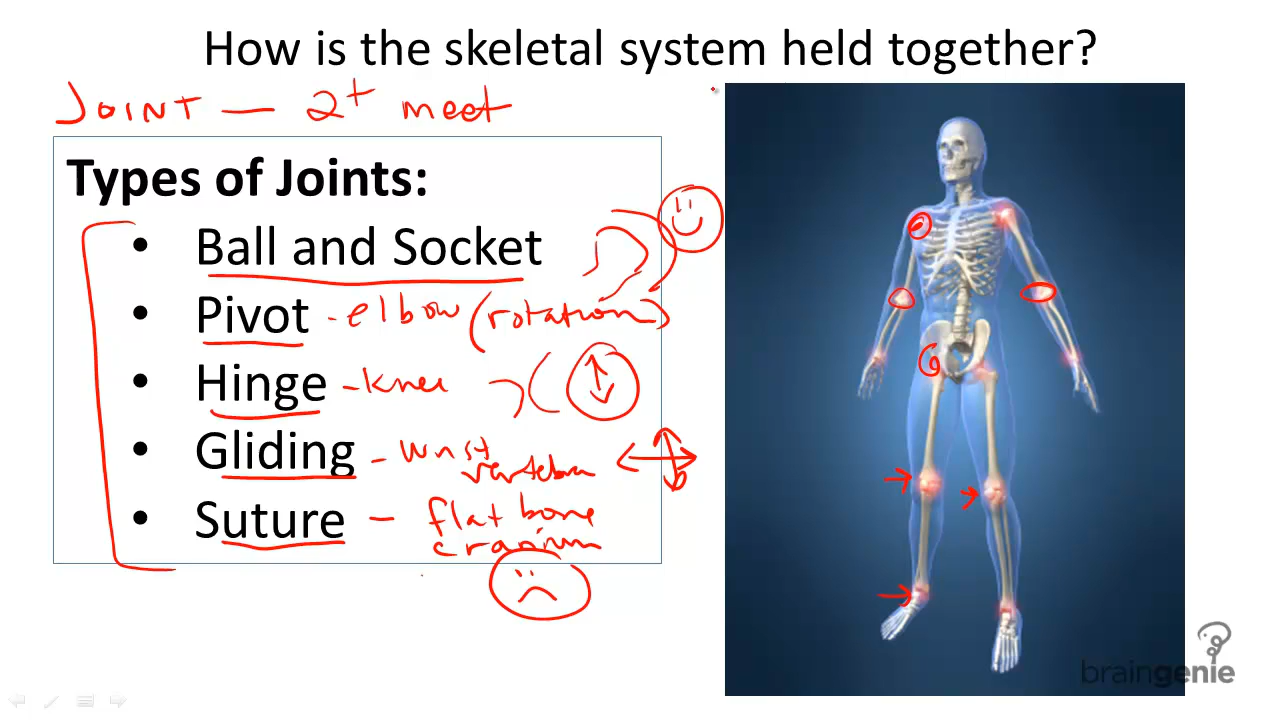 How is the skeletal system held together?
JOINT — 2+ meet
Types of Joints:
• Ball and Socket
• Pivot - elbow (rotation)
• Hinge - knee
• Gliding - wrist
vertebra
• Suture - flat bone
cranium
braingenie